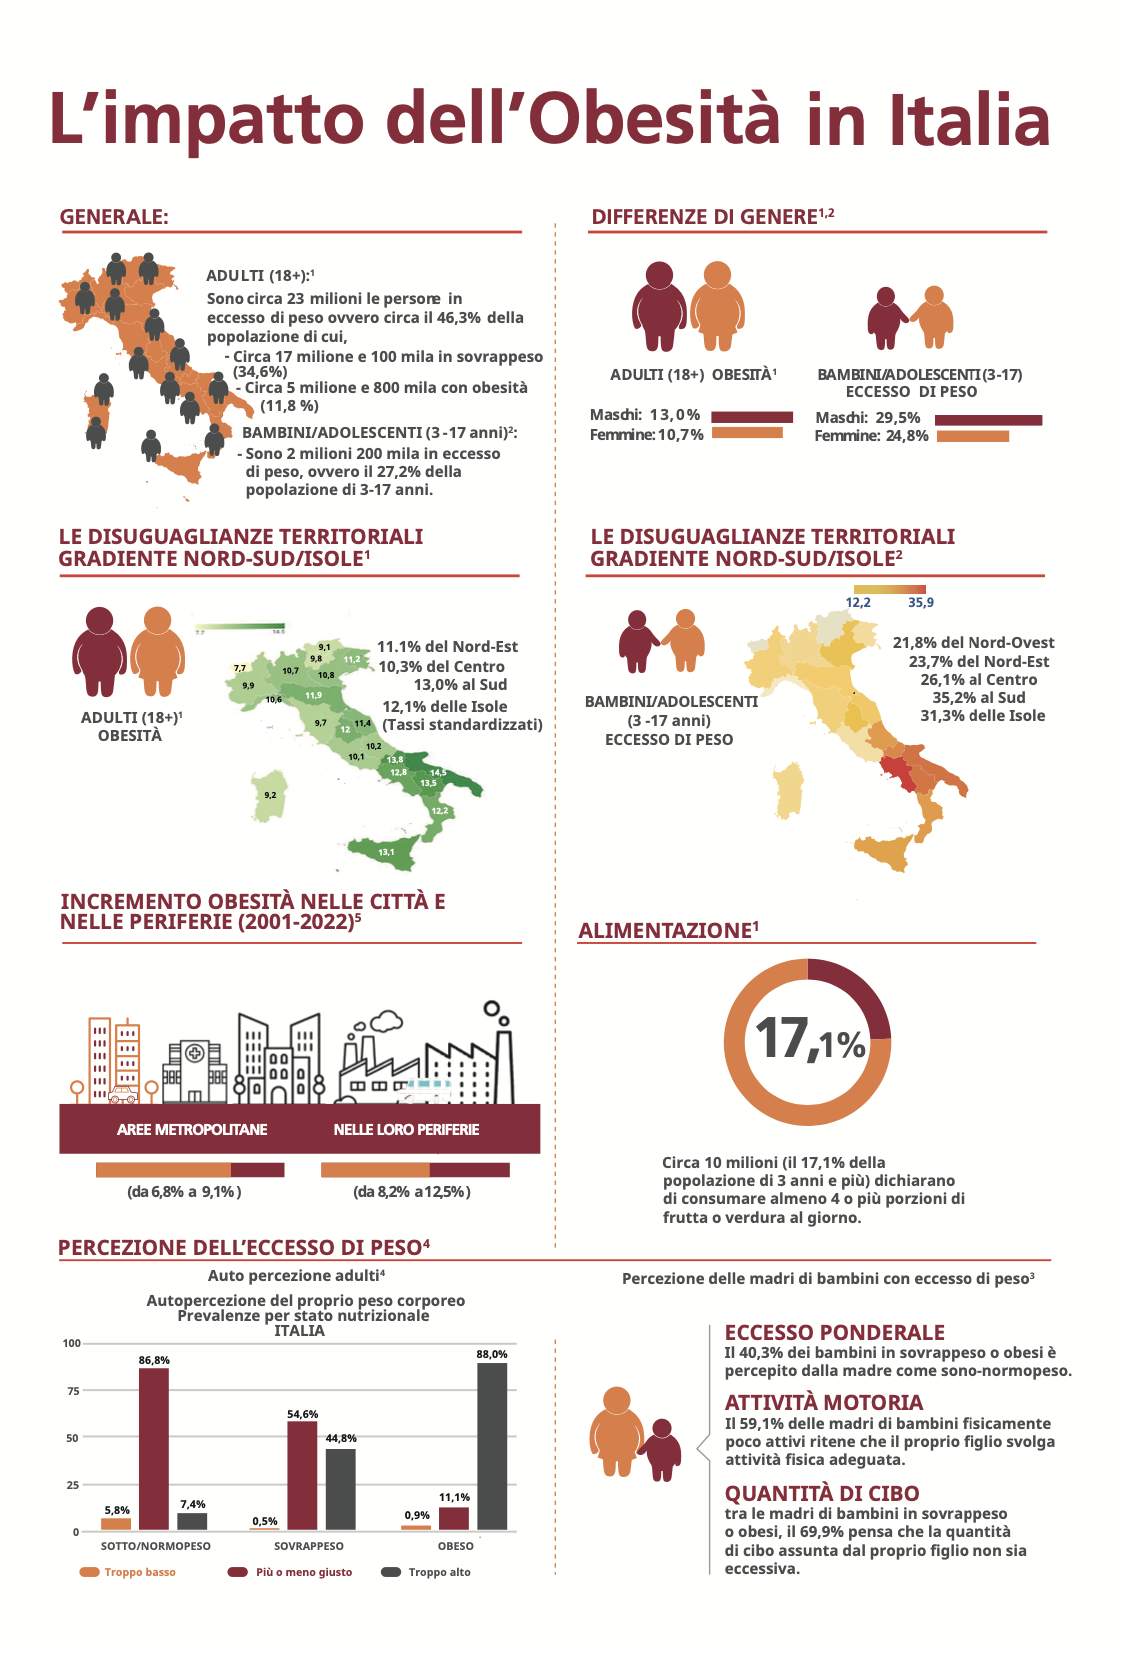 L'impatto dell'Obesità in Italia
GENERALE:
ADULTI (18+):¹
Sono circa 23 milioni le persone in
eccesso di peso ovvero circa il 46,3% della
popolazione di cui,
- Circa 17 milione e 100 mila in sovrappeso
(34,6%)
- Circa 5 milione e 800 mila con obesità
(11,8 %)
BAMBINI/ADOLESCENTI (3 -17 anni)²:
- Sono 2 milioni 200 mila in eccesso
di peso, ovvero il 27,2% della
popolazione di 3-17 anni.
DIFFERENZE DI GENERE¹,²
ADULTI (18+) OBESITÀ¹
Maschi: 13,0%
Femmine: 10,7%
BAMBINI/ADOLESCENTI (3-17)
ECCESSO DI PESO
Maschi: 29,5%
Femmine: 24,8%
LE DISUGUAGLIANZE TERRITORIALI
GRADIENTE NORD-SUD/ISOLE¹
7,7 14,5
ADULTI (18+)¹
OBESITÀ
11.1% del Nord-Est
10,3% del Centro
13,0% al Sud
12,1% delle Isole
(Tassi standardizzati)
9,1
9,8
11,2
7,7
10,7
10,8
9,9
10,6
11,9
9,7
12
11,4
10,2
10,1
13,8
12,8
14,5
13,5
9,2
12,2
13,1
LE DISUGUAGLIANZE TERRITORIALI
GRADIENTE NORD-SUD/ISOLE²
12,2 35,9
BAMBINI/ADOLESCENTI
(3 -17 anni)
ECCESSO DI PESO
21,8% del Nord-Ovest
23,7% del Nord-Est
26,1% al Centro
35,2% al Sud
31,3% delle Isole
INCREMENTO OBESITÀ NELLE CITTÀ E
NELLE PERIFERIE (2001-2022)⁵
AREE METROPOLITANE
NELLE LORO PERIFERIE
(da 6,8% a 9,1%)
(da 8,2% a 12,5%)
ALIMENTAZIONE¹
17,1%
Circa 10 milioni (il 17,1% della
popolazione di 3 anni e più) dichiarano
di consumare almeno 4 o più porzioni di
frutta o verdura al giorno.
PERCEZIONE DELL'ECCESSO DI PESO⁴
Auto percezione adulti⁴
Autopercezione del proprio peso corporeo
Prevalenze per stato nutrizionale
ITALIA
100
75
50
25
0
5,8%
86,8%
7,4%
0,5%
54,6%
44,8%
0,9%
11,1%
88,0%
SOTTO/NORMOPESO
SOVRAPPESO
OBESO
Troppo basso
Più o meno giusto
Troppo alto
Percezione delle madri di bambini con eccesso di peso³
ECCESSO PONDERALE
Il 40,3% dei bambini in sovrappeso o obesi è
percepito dalla madre come sono-normopeso.
ATTIVITÀ MOTORIA
Il 59,1% delle madri di bambini fisicamente
poco attivi ritene che il proprio figlio svolga
attività fisica adeguata.
QUANTITÀ DI CIBO
tra le madri di bambini in sovrappeso
o obesi, il 69,9% pensa che la quantità
di cibo assunta dal proprio figlio non sia
eccessiva.